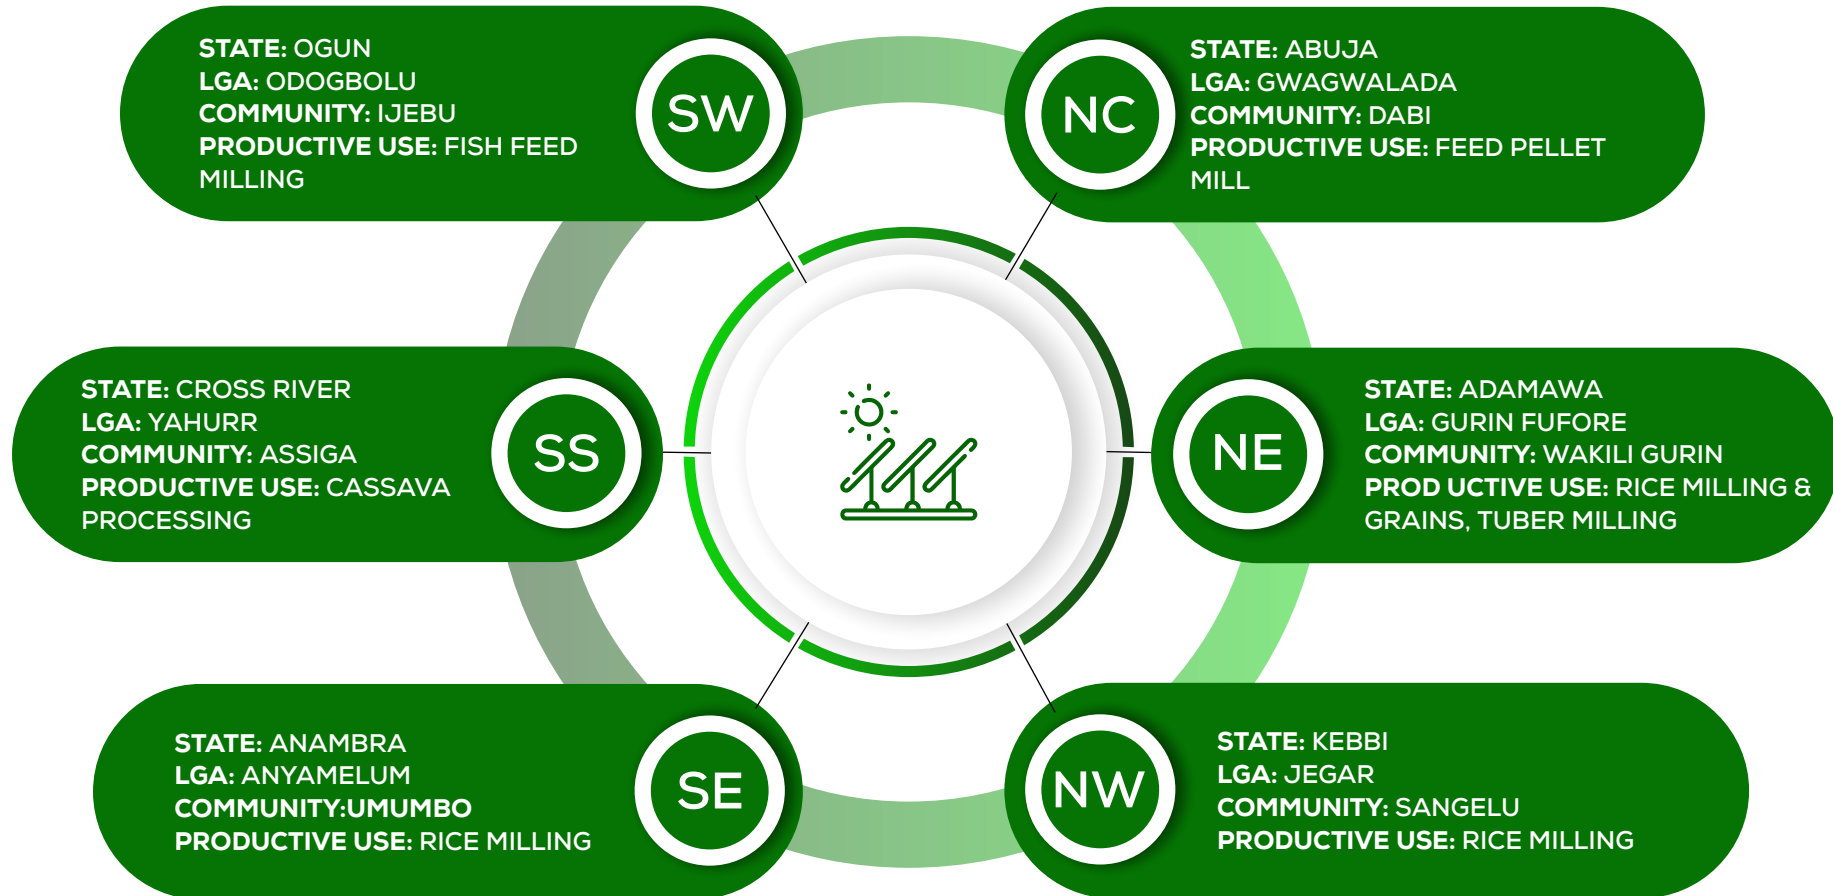 STATE: OGUN
LGA: ODOGBOLU
COMMUNITY: IJEBU
PRODUCTIVE USE: FISH FEED
MILLING
SW
NC
STATE: ABUJA
LGA: GWAGWALADA
COMMUNITY: DABI
PRODUCTIVE USE: FEED PELLET
MILL
STATE: CROSS RIVER
LGA: YAHURR
COMMUNITY: ASSIGA
PRODUCTIVE USE: CASSAVA
PROCESSING
SS
NE
STATE: ADAMAWA
LGA: GURIN FUFORE
COMMUNITY: WAKILI GURIN
PROD UCTIVE USE: RICE MILLING &
GRAINS, TUBER MILLING
STATE: ANAMBRA
LGA: ANYAMELUM
COMMUNITY:UMUMBO
PRODUCTIVE USE: RICE MILLING
SE
NW
STATE: KEBBI
LGA: JEGAR
COMMUNITY: SANGELU
PRODUCTIVE USE: RICE MILLING